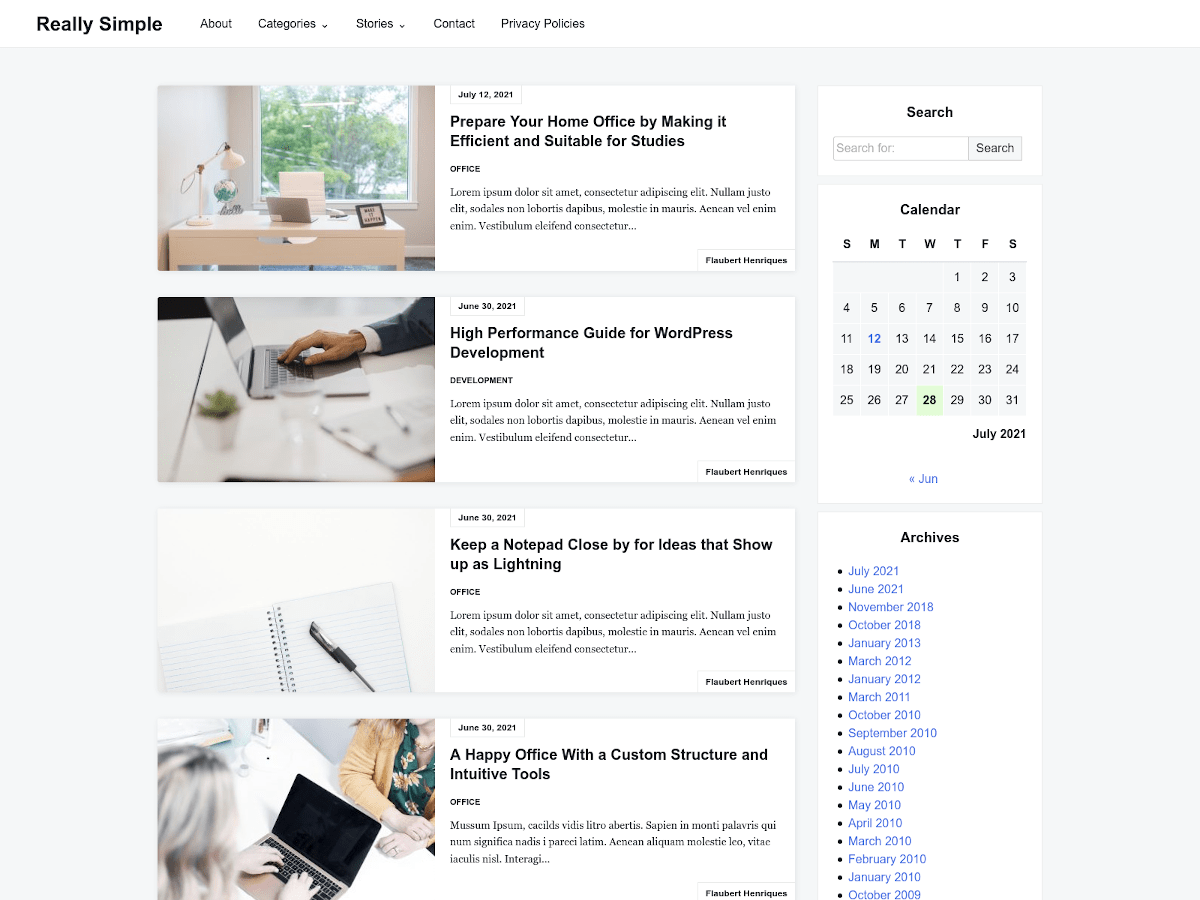 Really Simple About Categories Stories Contact Privacy Policies
July 12, 2021
Prepare Your Home Office by Making it
Efficient and Suitable for Studies
OFFICE
Lorem ipsum dolor sit amet, consectetur adipiscing elit. Nullam justo
elit, sodales non lobortis dapibus, molestie in mauris. Aenean vel enim
enim. Vestibulum eleifend consectetur...
Flaubert Henriques
MAKE IT
HAPPEN
June 30, 2021
High Performance Guide for WordPress
Development
DEVELOPMENT
Lorem ipsum dolor sit amet, consectetur adipiscing elit. Nullam justo
elit, sodales non lobortis dapibus, molestie in mauris. Aenean vel enim
enim. Vestibulum eleifend consectetur...
Flaubert Henriques
June 30, 2021
Keep a Notepad Close by for Ideas that Show
up as Lightning
OFFICE
Lorem ipsum dolor sit amet, consectetur adipiscing elit. Nullam justo
elit, sodales non lobortis dapibus, molestie in mauris. Aenean vel enim
enim. Vestibulum eleifend consectetur...
Flaubert Henriques
June 30, 2021
A Happy Office With a Custom Structure and
Intuitive Tools
OFFICE
Mussum Ipsum, cacilds vidis litro abertis. Sapien in monti palavris qui
num significa nadis i pareci latim. Aenean aliquam molestie leo, vitae
iaculis nisl. Interagi...
Flaubert Henriques
Search
Search for: Search
Calendar
S M T W T F S
1 2 3
4 5 6 7 8 9 10
11 12 13 14 15 16 17
18 19 20 21 22 23 24
25 26 27 28 29 30 31
July 2021
« Jun
Archives
July 2021
June 2021
November 2018
October 2018
January 2013
March 2012
January 2012
March 2011
October 2010
September 2010
August 2010
July 2010
June 2010
May 2010
April 2010
March 2010
February 2010
January 2010
October 2009